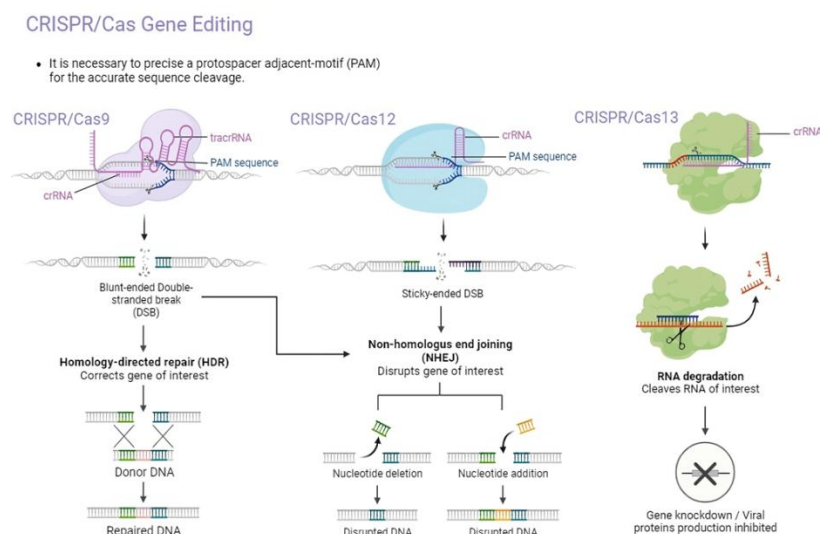 CRISPR/Cas Gene Editing
• It is necessary to precise a protospacer adjacent-motif (PAM)
for the accurate sequence cleavage.
CRISPR/Cas9
tracrRNA
PAM sequence
crRNA
Blunt-ended Double-
stranded break
(DSB)
Homology-directed repair (HDR)
Corrects gene of interest
Donor DNA
Repaired DNA
CRISPR/Cas12
crRNA
PAM sequence
Sticky-ended DSB
Non-homologous end joining
(NHEJ)
Disrupts gene of interest
Nucleotide deletion
Nucleotide addition
Disrupted DNA
Disrupted DNA
CRISPR/Cas13
crRNA
RNA degradation
Cleaves RNA of interest
Gene knockdown / Viral
proteins production inhibited